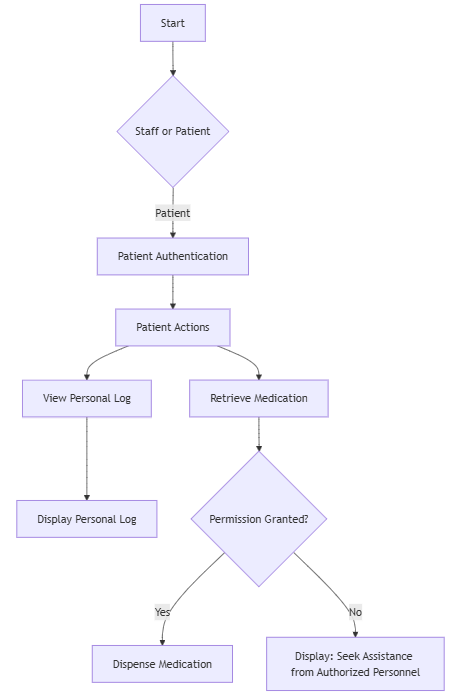 Start
Staff or Patient
Patient
Patient Authentication
Patient Actions
View Personal Log
Retrieve Medication
Display Personal Log
Permission Granted?
Yes
No
Dispense Medication
Display: Seek Assistance
from Authorized Personnel